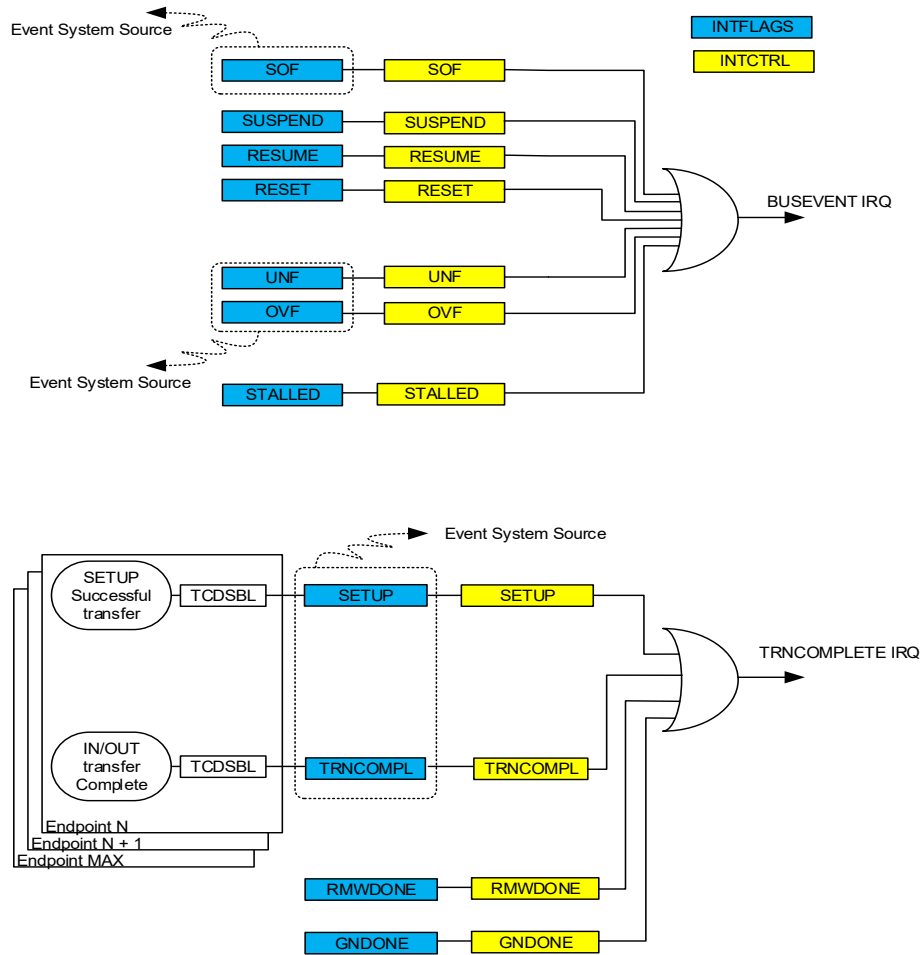 Event System Source
INTFLAGS
INTCTRL
SOF
SOF
SUSPEND
SUSPEND
RESUME
RESUME
RESET
RESET
BUSEVENT IRQ
UNF
UNF
OVF
OVF
Event System Source
STALLED
STALLED
Event System Source
SETUP
Successful
transfer
TCDSBL
SETUP
SETUP
TRNCOMPLETE IRQ
IN/OUT
transfer
Complete
TCDSBL
TRNCOMPL
TRNCOMPL
Endpoint N
Endpoint N + 1
Endpoint MAX
RMWDONE
RMWDONE
GNDONE
GNDONE